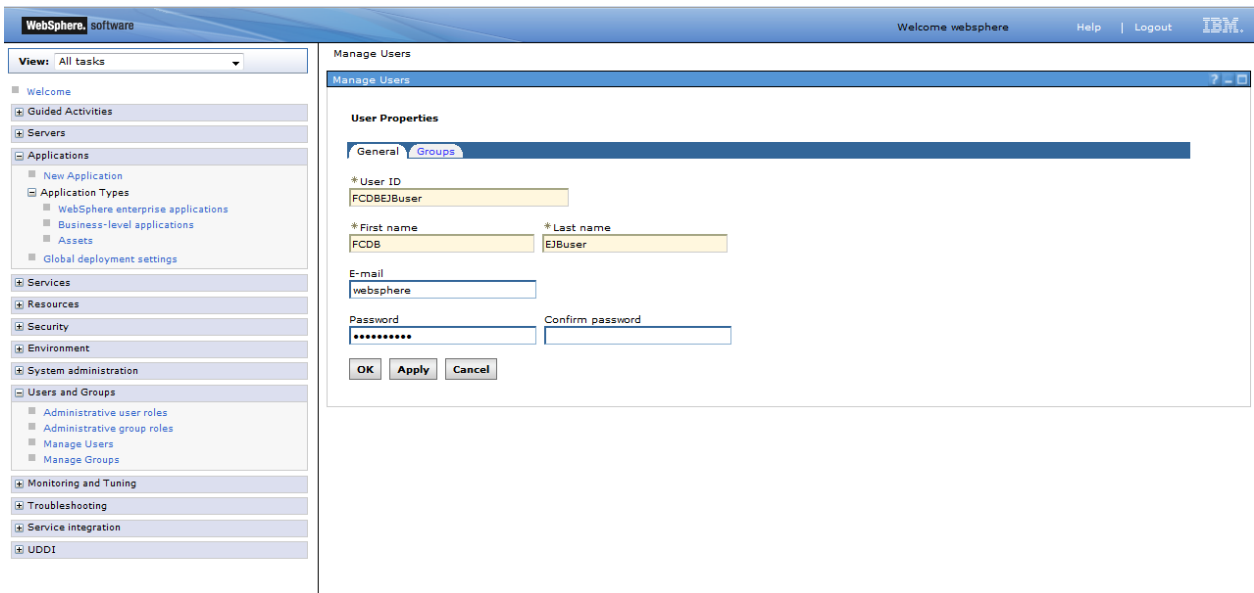 WebSphere. software
Welcome websphere Help | Logout IBM.
View: All tasks
Welcome
Guided Activities
Servers
Applications
New Application
Application Types
WebSphere enterprise applications
Business-level applications
Assets
Global deployment settings
Services
Resources
Security
Environment
System administration
Users and Groups
Administrative user roles
Administrative group roles
Manage Users
Manage Groups
Monitoring and Tuning
Troubleshooting
Service integration
UDDI
Manage Users
Manage Users ? _
User Properties
General Groups
* User ID
FCDBEJBuser
* First name * Last name
FCDB EJBuser
E-mail
websphere
Password Confirm password
••••••••••
OK Apply Cancel